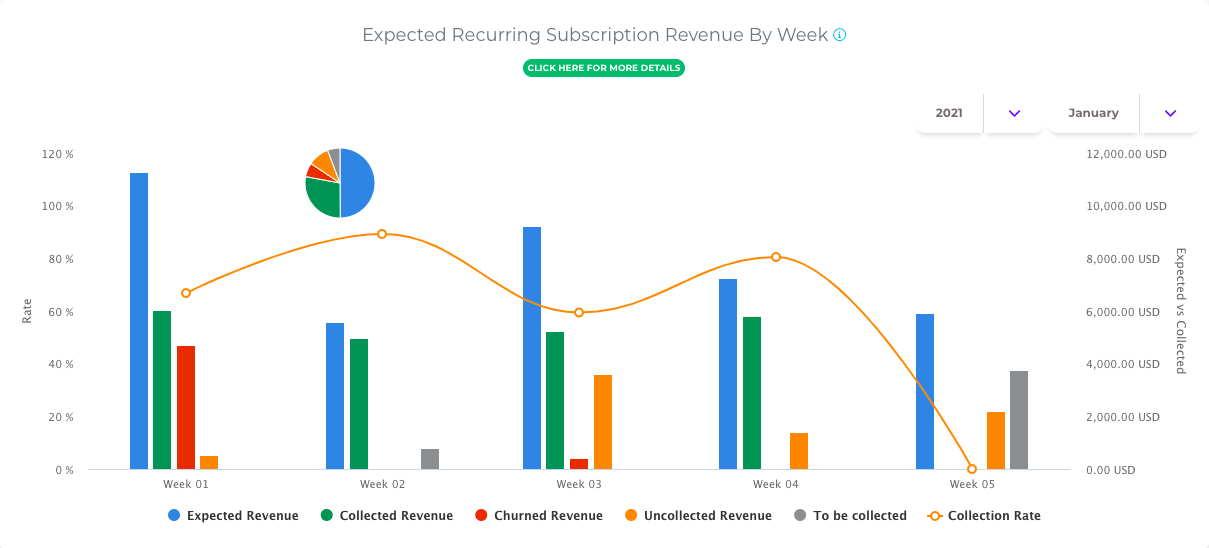 Expected Recurring Subscription Revenue By Week
CLICK HERE FOR MORE DETAILS
2021 January
120 % 12,000.00 USD
100 % 10,000.00 USD
80 % 8,000.00 USD
60 % 6,000.00 USD
40 % 4,000.00 USD
20 % 2,000.00 USD
0 % 0.00 USD
Rate
Expected vs Collected
Week 01 Week 02 Week 03 Week 04 Week 05
Expected Revenue Collected Revenue Churned Revenue Uncollected Revenue To be collected Collection Rate